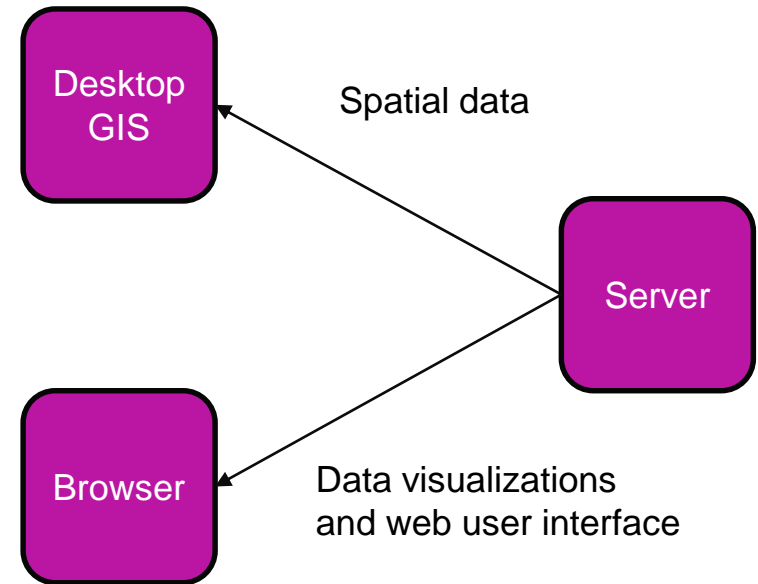 Desktop
GIS
Spatial data
Server
Browser
Data visualizations
and web user interface